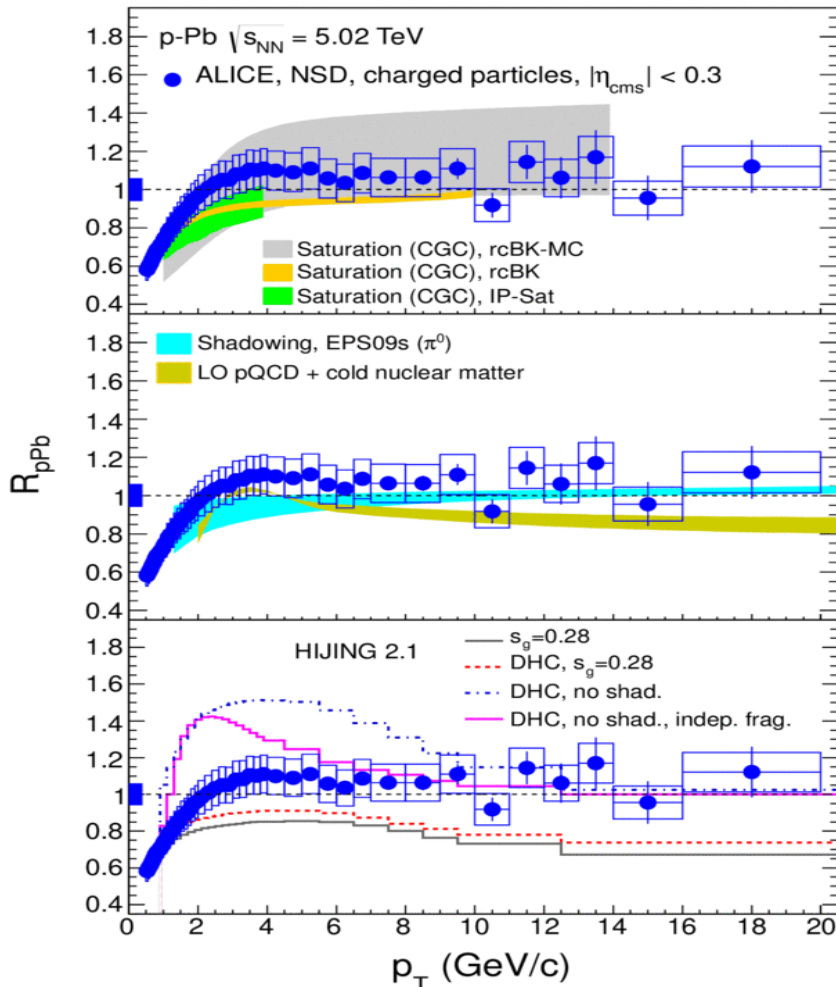 p-Pb √s_NN = 5.02 TeV
ALICE, NSD, charged particles, |η_cms| < 0.3
1.8
1.6
1.4
1.2
1
0.8
0.6
0.4
Saturation (CGC), rcBK-MC
Saturation (CGC), rcBK
Saturation (CGC), IP-Sat
Shadowing, EPS09s (π⁰)
LO pQCD + cold nuclear matter
1.8
1.6
1.4
1.2
1
0.8
0.6
0.4
R_pPb
HIJING 2.1
s_g=0.28
DHC, s_g=0.28
DHC, no shad.
DHC, no shad., indep. frag.
1.8
1.6
1.4
1.2
1
0.8
0.6
0.4
0 2 4 6 8 10 12 14 16 18 20
p_T (GeV/c)